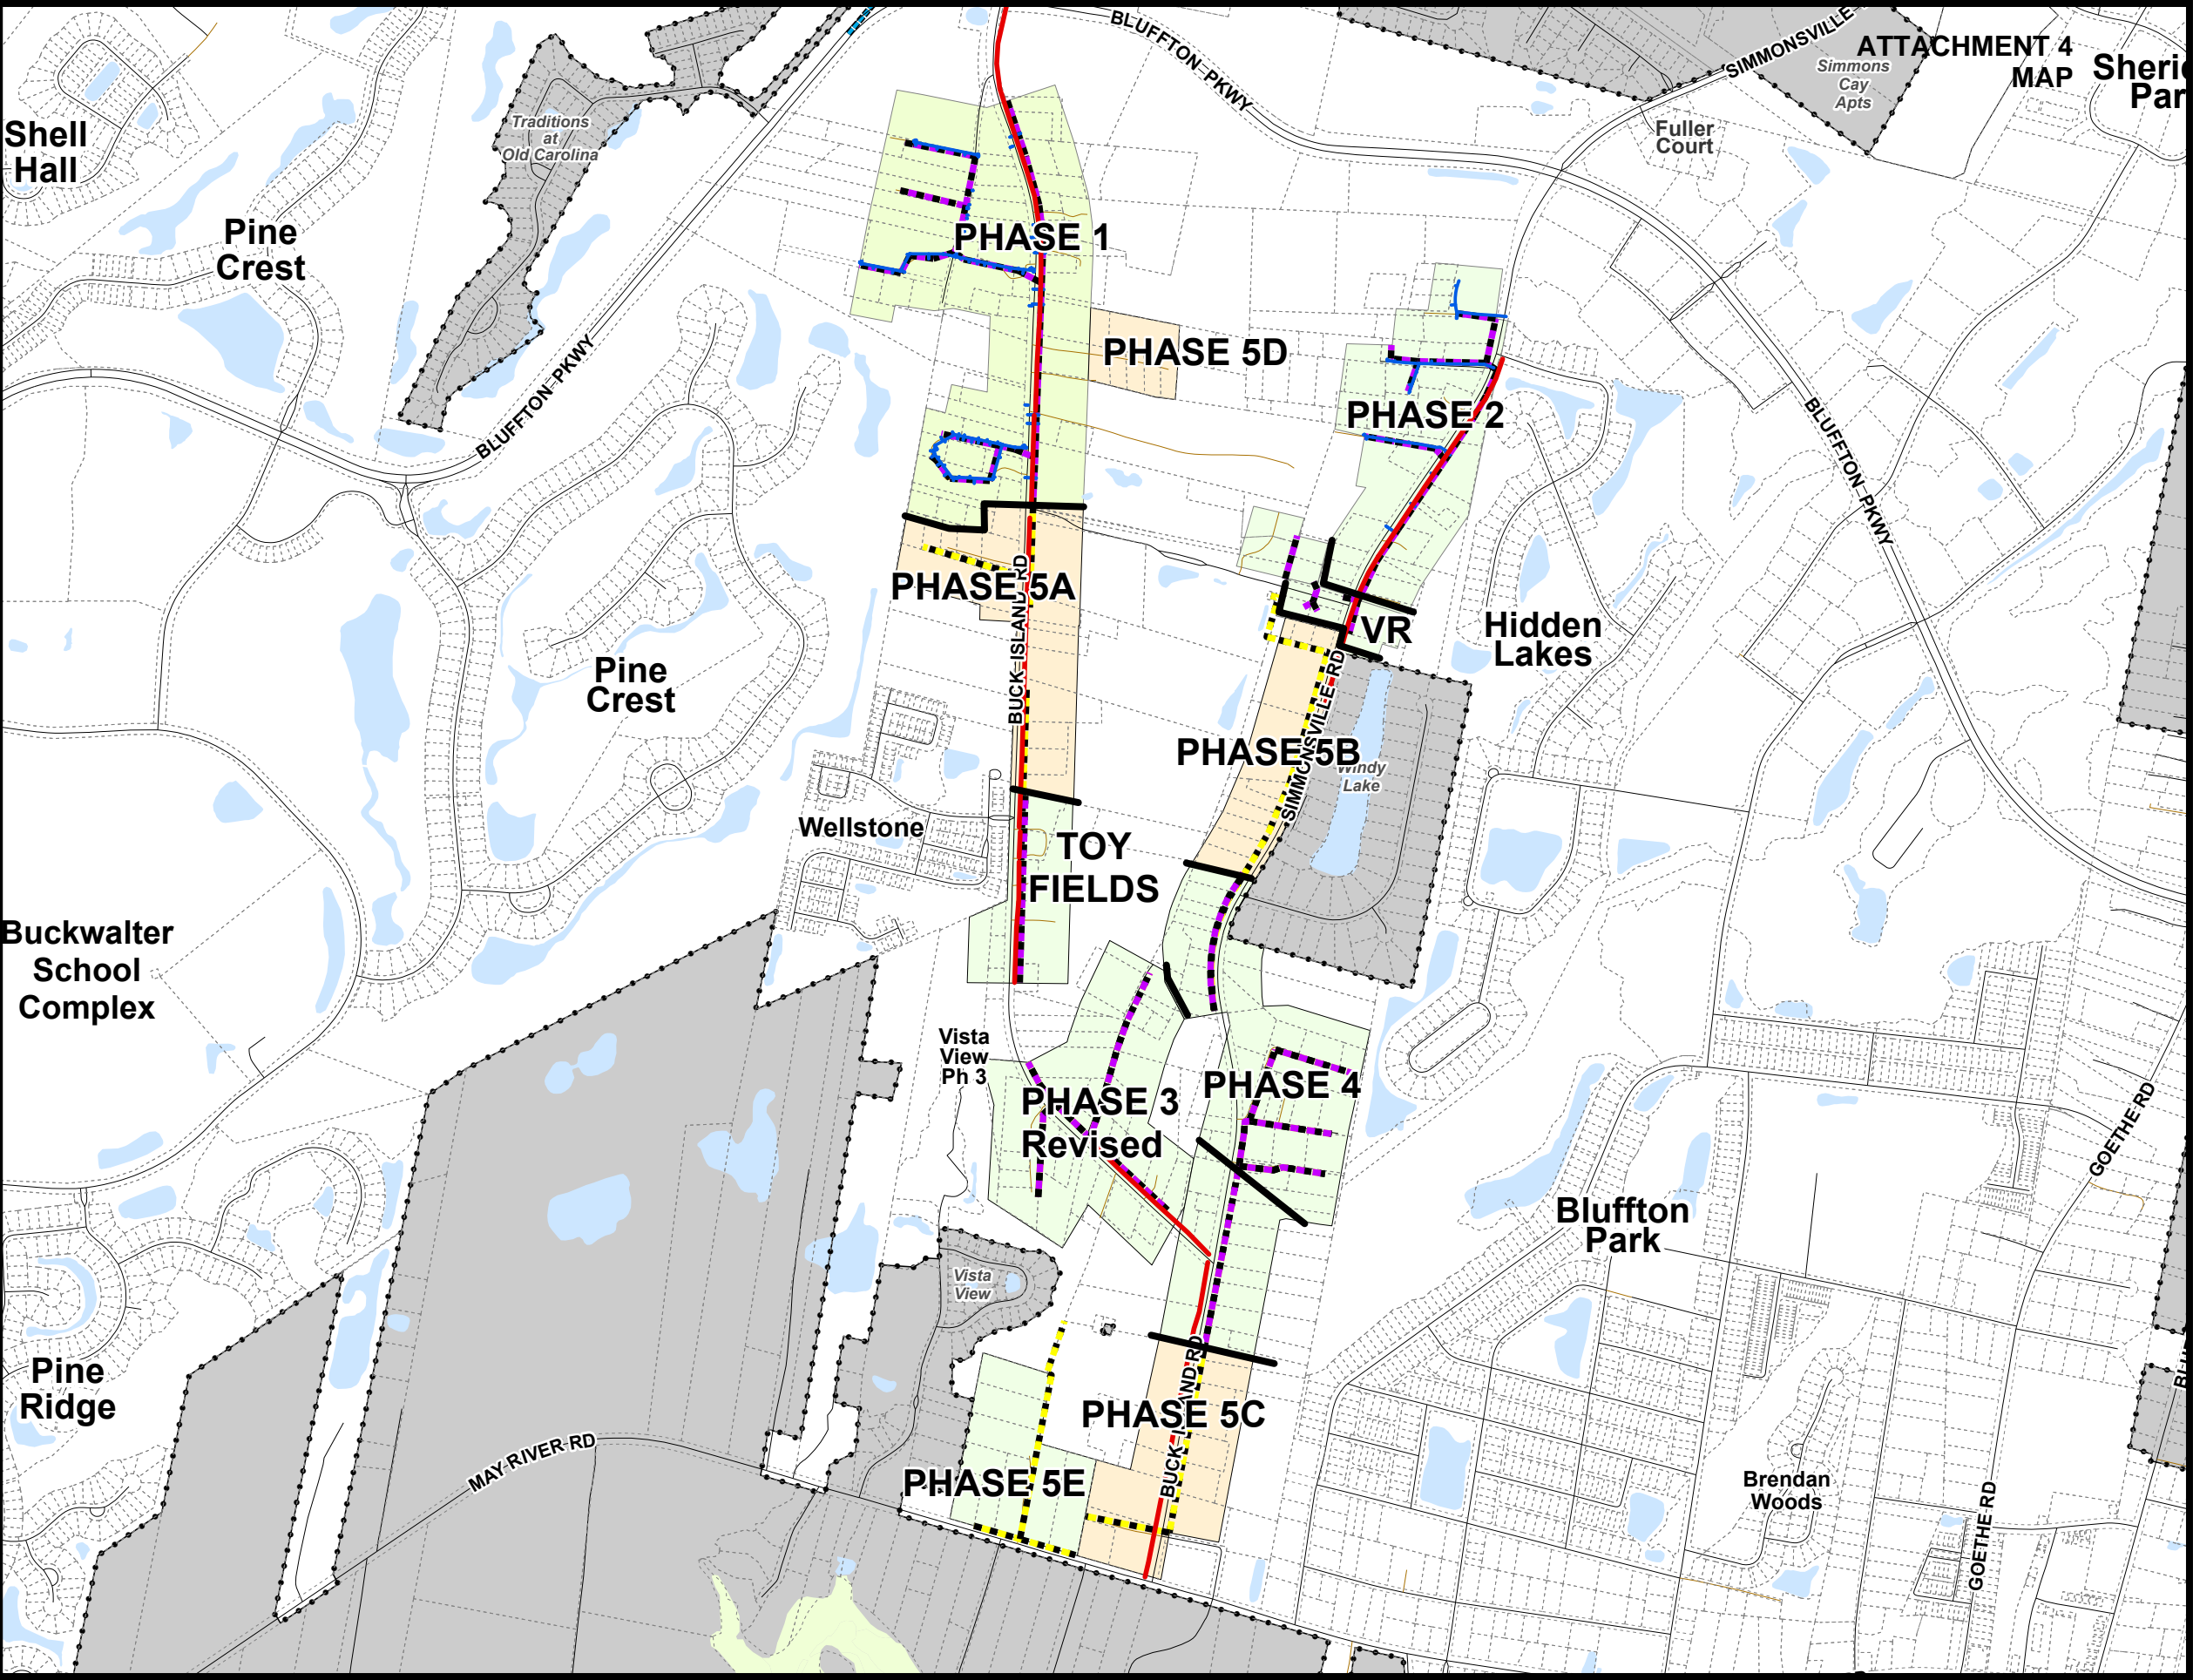 BLUFFTON PKWY
SIMMONSVILLE
ATTACHMENT 4
MAP
Simmons
Cay
Apts
Shell
Hall
Traditions
at
Old Carolina
Fuller
Court
Pine
Crest
PHASE 1
PHASE 5D
BLUFFTON PKWY
PHASE 2
BLUFFTON PKWY
PHASE 5A
BUCK ISLAND RD
VR
Hidden
Lakes
Pine
Crest
PHASE 5B
SIMMONSVILLE RD
Windy
Lake
Wellstone
TOY
FIELDS
Buckwalter
School
Complex
Vista
View
Ph 3
PHASE 3
Revised
PHASE 4
GOETHE RD
Bluffton
Park
Vista
View
Pine
Ridge
PHASE 5C
BUCK ISLAND RD
MAY RIVER RD
PHASE 5E
Brendan
Woods
GOETHE RD